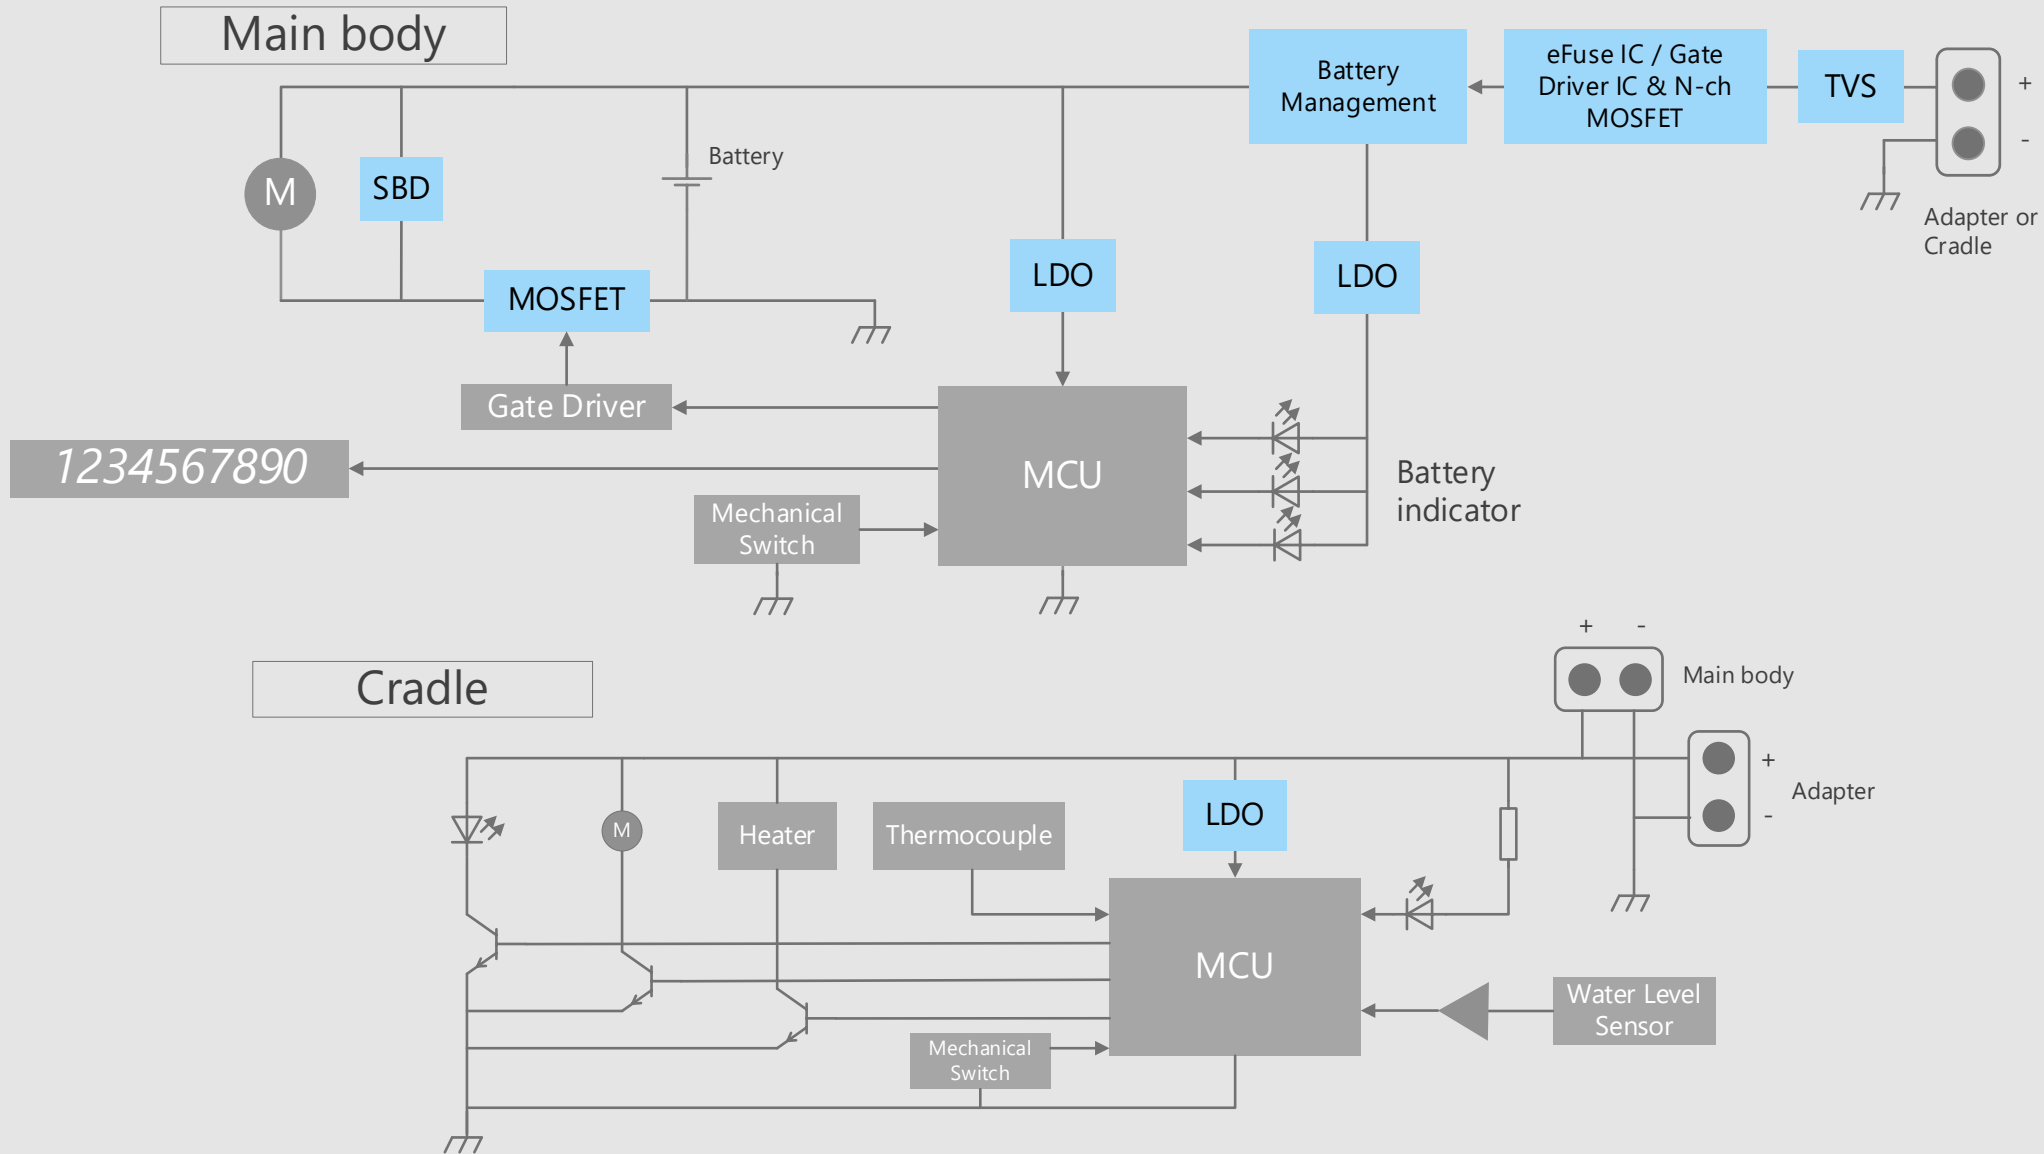 Main body
Battery
Management
eFuse IC / Gate
Driver IC & N-ch
MOSFET
TVS
+
-
Adapter or
Cradle
M
SBD
Battery
MOSFET
LDO
LDO
Gate Driver
1234567890
MCU
Mechanical
Switch
Battery
indicator
Cradle
+ -
Main body
+
-
Adapter
M
Heater
Thermocouple
LDO
MCU
Mechanical
Switch
Water Level
Sensor